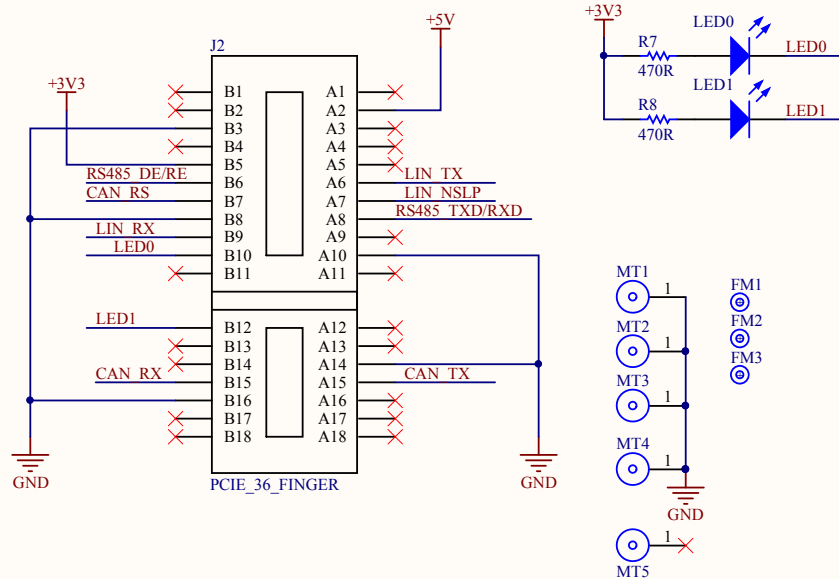 J2
+5V
+3V3
B1 A1
B2 A2
B3 A3
B4 A4
B5 A5
RS485_DE/RE B6 A6 LIN_TX
CAN_RS B7 A7 LIN_NSLP
B8 A8 RS485_TXD/RXD
LIN_RX B9 A9
LED0 B10 A10
B11 A11
LED1 B12 A12
B13 A13
B14 A14
CAN_RX B15 A15 CAN_TX
B16 A16
B17 A17
B18 A18
GND
PCIE_36_FINGER
GND
+3V3
LED0
R7
470R
LED0
LED1
R8
470R
LED1
MT1 1
MT2 1
MT3 1
MT4 1
GND
1
MT5
FM1
FM2
FM3